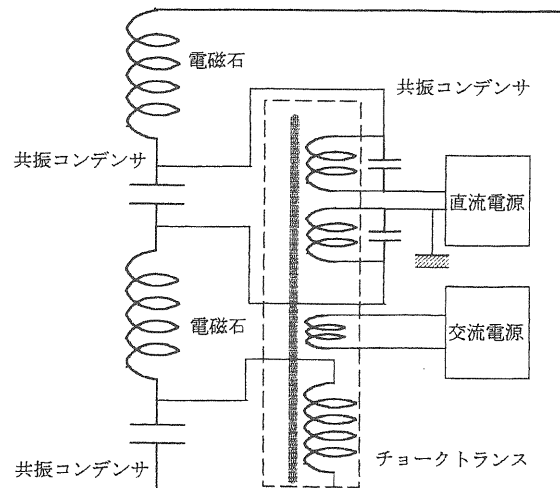 電磁石
共振コンデンサ
共振コンデンサ
直流電源
電磁石
交流電源
チョークトランス
共振コンデンサ